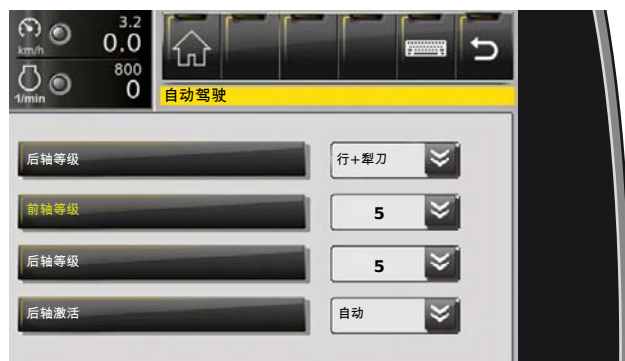 3.2
km/h 0.0
800
1/min 0
自动驾驶
后轴等级 行+犁刀
前轴等级 5
后轴等级 5
后轴激活 自动